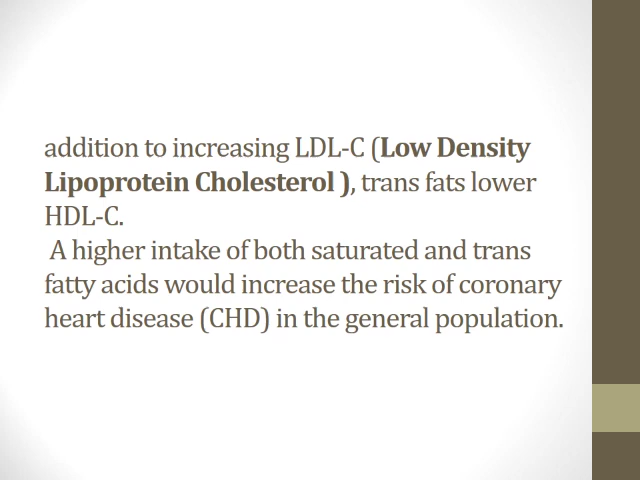 addition to increasing LDL-C (Low Density
Lipoprotein Cholesterol ), trans fats lower
HDL-C.
A higher intake of both saturated and trans
fatty acids would increase the risk of coronary
heart disease (CHD) in the general population.